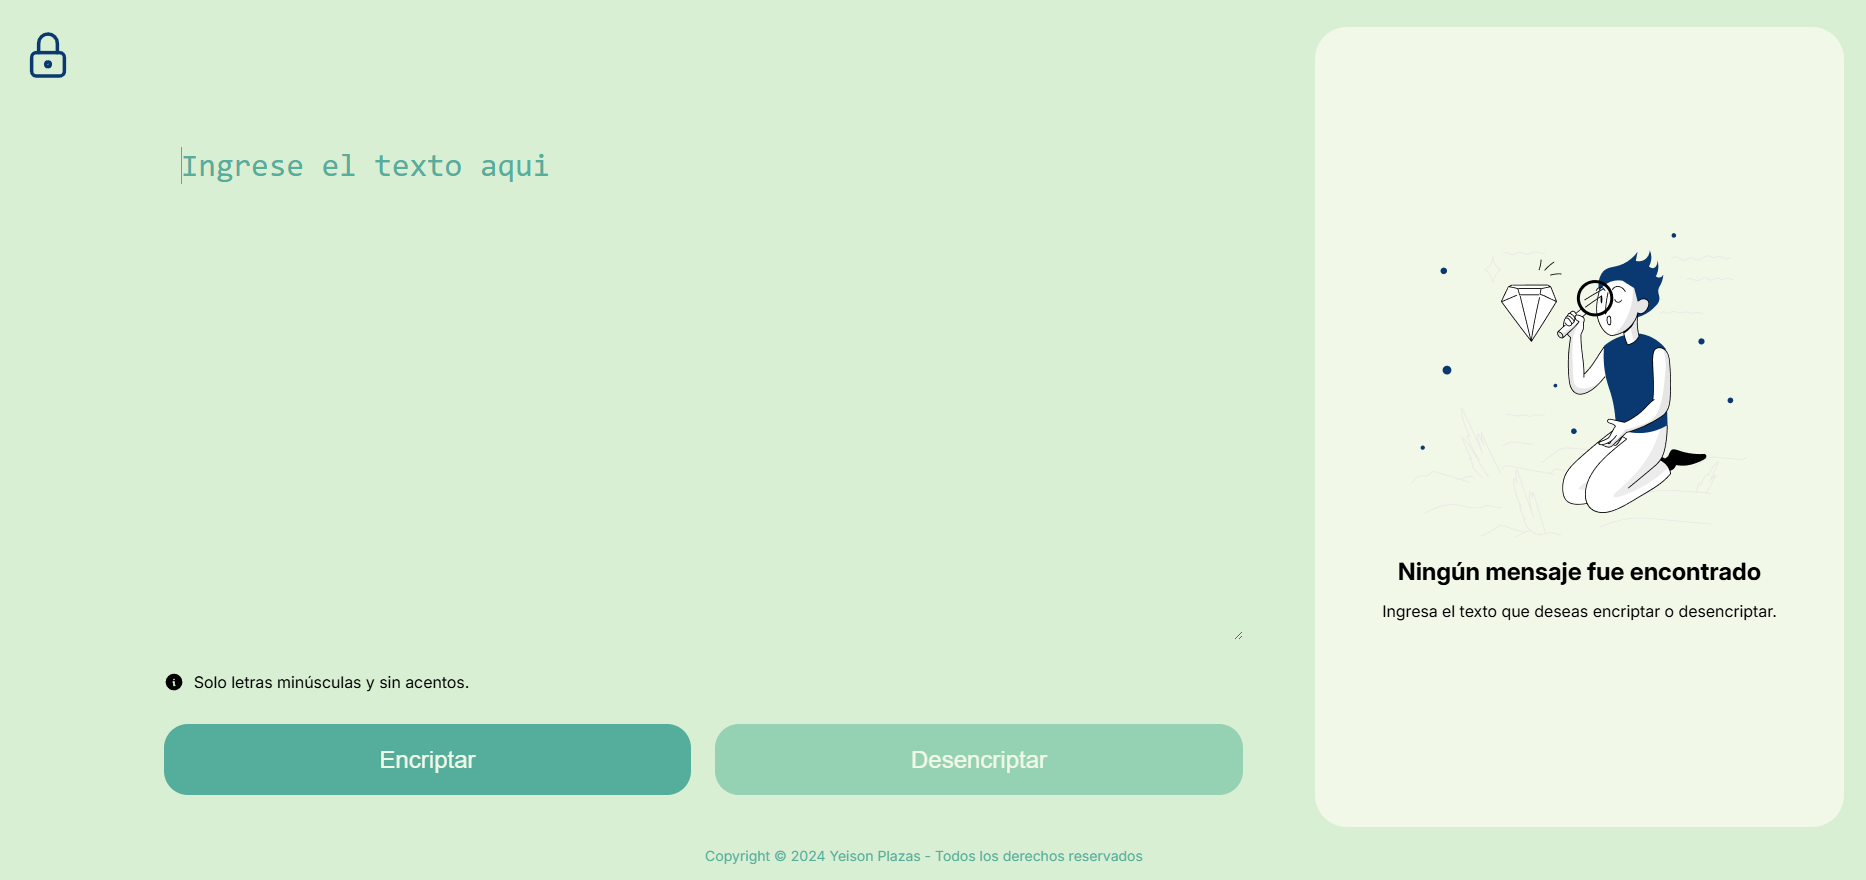 Ingrese el texto aqui
Solo letras minúsculas y sin acentos.
Encriptar
Desencriptar
Ningún mensaje fue encontrado
Ingresa el texto que deseas encriptar o desencriptar.
Copyright © 2024 Yeison Plazas - Todos los derechos reservados